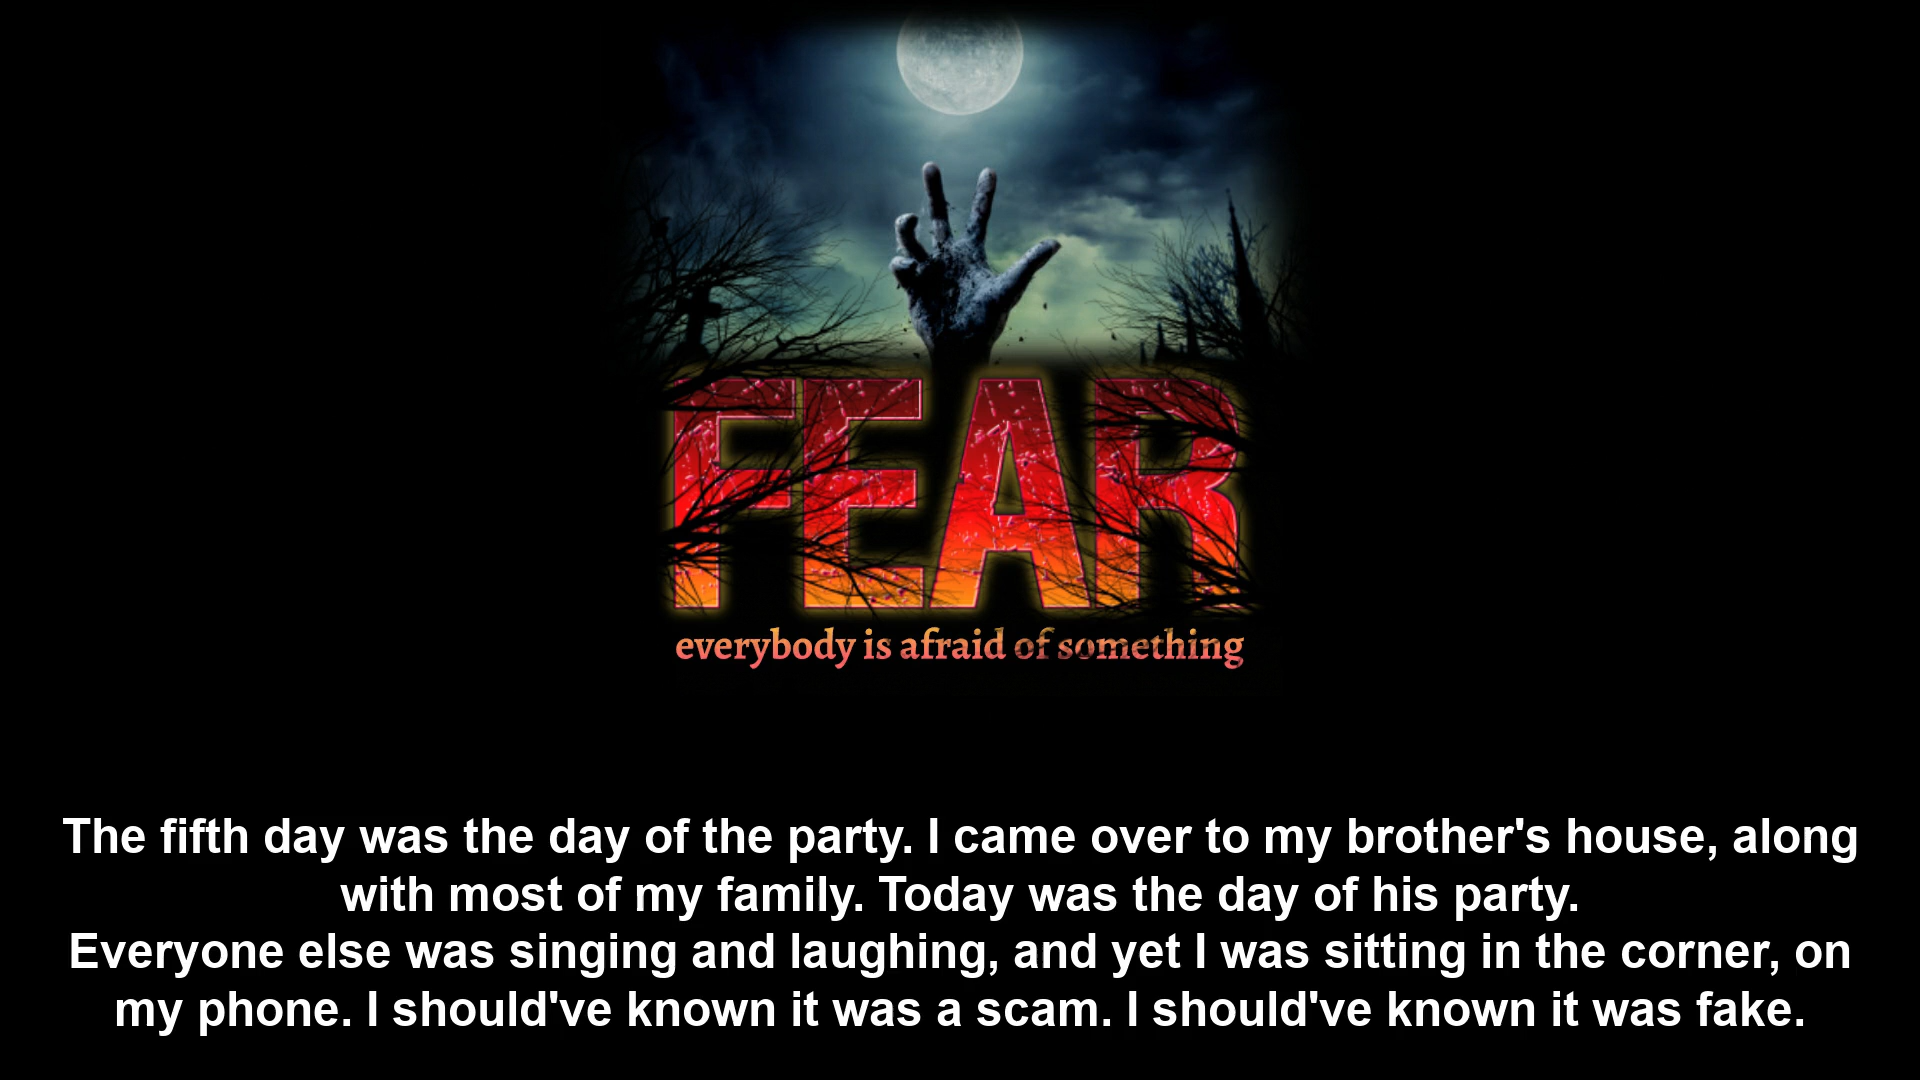 FEAR
everybody is afraid of something
The fifth day was the day of the party. I came over to my brother's house, along
with most of my family. Today was the day of his party.
Everyone else was singing and laughing, and yet I was sitting in the corner, on
my phone. I should've known it was a scam. I should've known it was fake.